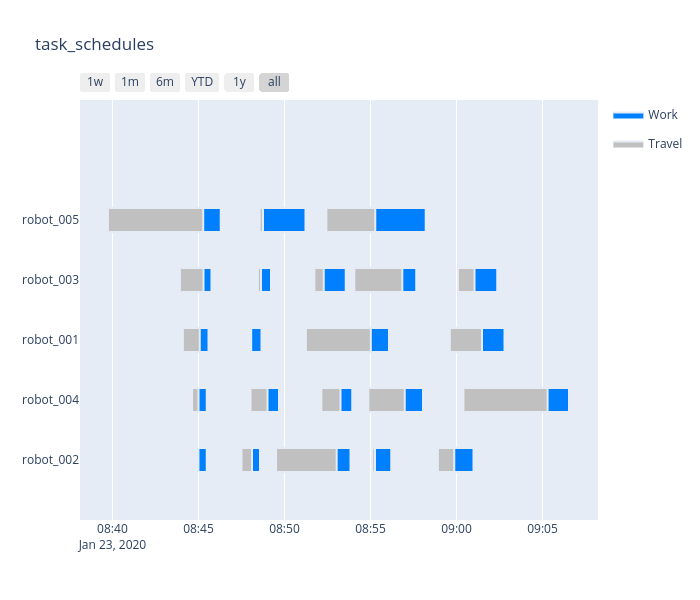 task_schedules
1w 1m 6m YTD 1y all
Work
Travel
robot_005
robot_003
robot_001
robot_004
robot_002
08:40 08:45 08:50 08:55 09:00 09:05
Jan 23, 2020